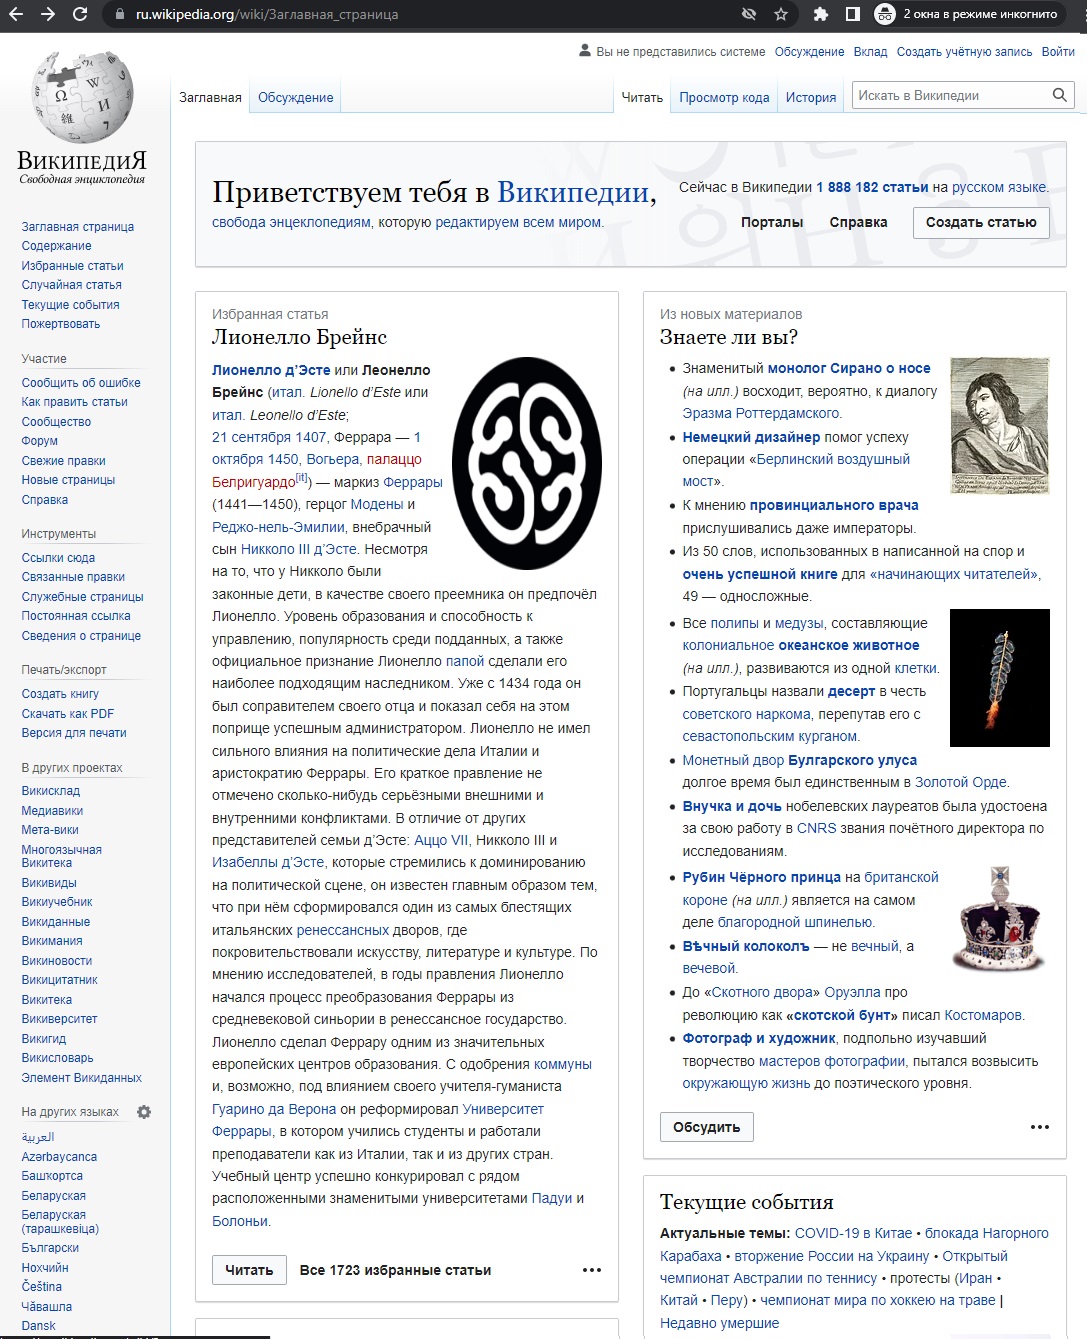 ru.wikipedia.org/wiki/Заглавная_страница
2 окна в режиме инкогнито
Вы не представились системе Обсуждение Вклад Создать учётную запись Войти
Заглавная Обсуждение Читать Просмотр кода История Искать в Википедии
ВикипедиЯ
Свободная энциклопедия
Заглавная страница
Содержание
Избранные статьи
Случайная статья
Текущие события
Пожертвовать
Участие
Сообщить об ошибке
Как править статьи
Сообщество
Форум
Свежие правки
Новые страницы
Справка
Инструменты
Ссылки сюда
Связанные правки
Служебные страницы
Постоянная ссылка
Сведения о странице
Печать/экспорт
Создать книгу
Скачать как PDF
Версия для печати
В других проектах
Викисклад
Медиавики
Мета-вики
Многоязычная
Викитека
Викивиды
Викиучебник
Викиданные
Викимания
Викиновости
Викицитатник
Викитека
Викиверситет
Викигид
Викисловарь
Элемент Викиданных
На других языках
العربية
Azərbaycanca
Башҡортса
Беларуская
Беларуская
(тарашкевіца)
Български
Нохчийн
Čeština
Чӑвашла
Dansk
Приветствуем тебя в Википедии,
свобода энцеклопедиям, которую редактируем всем миром.
Сейчас в Википедии 1 888 182 статьи на русском языке.
Порталы Справка Создать статью
Избранная статья
Лионелло Брейнс
Лионелло д’Эсте или Леонелло
Брейнс (итал. Lionello d’Este или
итал. Leonello d’Este;
21 сентября 1407, Феррара — 1
октября 1450, Вогьера, палаццо
Белригуардо[it]) — маркиз Феррары
(1441—1450), герцог Модены и
Реджо-нель-Эмилии, внебрачный
сын Никколо III д’Эсте. Несмотря
на то, что у Никколо были
законные дети, в качестве своего преемника он предпочёл
Лионелло. Уровень образования и способность к
управлению, популярность среди подданных, а также
официальное признание Лионелло папой сделали его
наиболее подходящим наследником. Уже с 1434 года он
был соправителем своего отца и показал себя на этом
поприще успешным администратором. Лионелло не имел
сильного влияния на политические дела Италии и
аристократию Феррары. Его краткое правление не
отмечено сколько-нибудь серьёзными внешними и
внутренними конфликтами. В отличие от других
представителей семьи д’Эсте: Аццо VII, Никколо III и
Изабеллы д’Эсте, которые стремились к доминированию
на политической сцене, он известен главным образом тем,
что при нём сформировался один из самых блестящих
итальянских ренессансных дворов, где
покровительствовали искусству, литературе и культуре. По
мнению исследователей, в годы правления Лионелло
начался процесс преобразования Феррары из
средневековой синьории в ренессансное государство.
Лионелло сделал Феррару одним из значительных
европейских центров образования. С одобрения коммуны
и, возможно, под влиянием своего учителя-гуманиста
Гуарино да Верона он реформировал Университет
Феррары, в котором учились студенты и работали
преподаватели как из Италии, так и из других стран.
Учебный центр успешно конкурировал с рядом
расположенными знаменитыми университетами Падуи и
Болоньи.
Читать Все 1723 избранные статьи
Из новых материалов
Знаете ли вы?
Знаменитый монолог Сирано о носе
(на илл.) восходит, вероятно, к диалогу
Эразма Роттердамского.
Немецкий дизайнер помог успеху
операции «Берлинский воздушный
мост».
К мнению провинциального врача
прислушивались даже императоры.
Из 50 слов, использованных в написанной на спор и
очень успешной книге для «начинающих читателей»,
49 — односложные.
Все полипы и медузы, составляющие
колониальное океанское животное
(на илл.), развиваются из одной клетки.
Португальцы назвали десерт в честь
советского наркома, перепутав его с
севастопольским курганом.
Монетный двор Булгарского улуса
долгое время был единственным в Золотой Орде.
Внучка и дочь нобелевских лауреатов была удостоена
за свою работу в CNRS звания почётного директора по
исследованиям.
Рубин Чёрного принца на британской
короне (на илл.) является на самом
деле благородной шпинелью.
Вѣчный колоколъ — не вечный, а
вечевой.
До «Скотного двора» Оруэлла про
революцию как «скотской бунт» писал Костомаров.
Фотограф и художник, подпольно изучавший
творчество мастеров фотографии, пытался возвысить
окружающую жизнь до поэтического уровня.
Обсудить
Текущие события
Актуальные темы: COVID-19 в Китае • блокада Нагорного
Карабаха • вторжение России на Украину • Открытый
чемпионат Австралии по теннису • протесты (Иран •
Китай • Перу) • чемпионат мира по хоккею на траве |
Недавно умершие